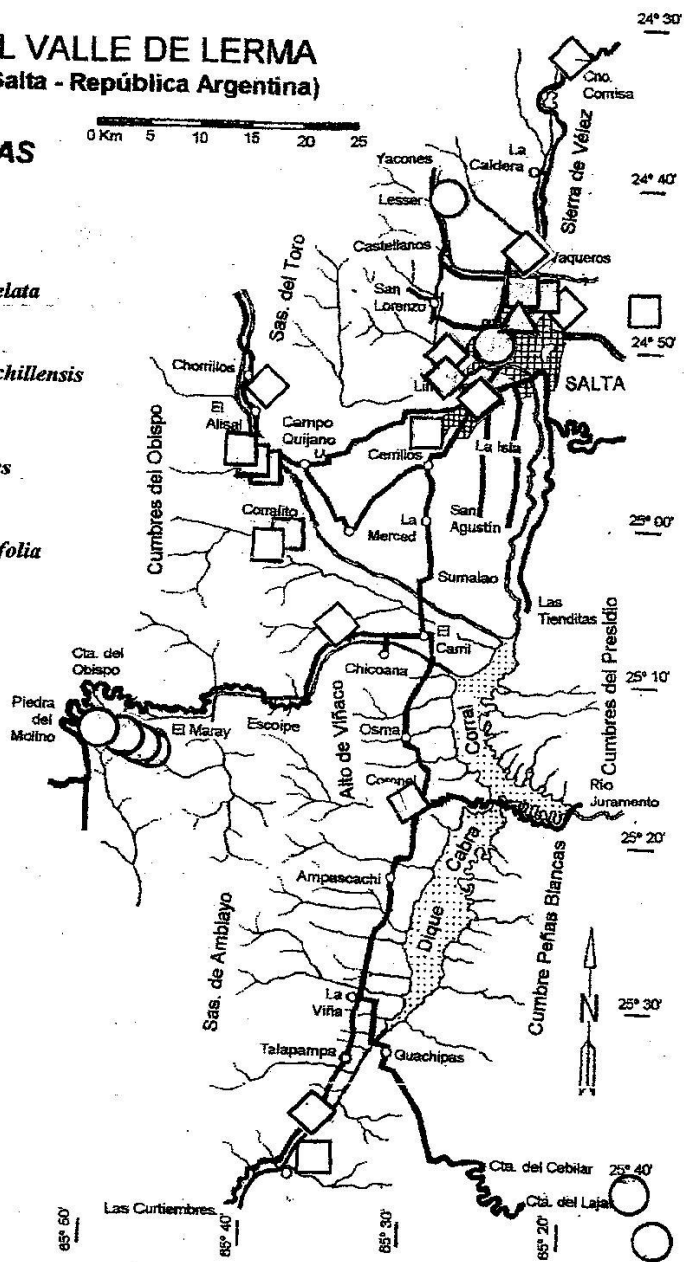 L VALLE DE LERMA
Salta - República Argentina)
0 Km 5 10 15 20 25
AS
elata
chillensis
es
folia
24° 30'
Cno.
Cornisa
La
Caldera
Sierra de Vélez
24° 40'
Yacones
Lesser
Castellanos
Vaqueros
San
Lorenzo
Sas. del Toro
24° 50'
SALTA
Chorrillos
El
Alisal
Campo
Quijano
Cerrillos
La Isla
Cumbres del Obispo
Corralito
La
Merced
San
Agustín
25° 00'
Sumalao
Las
Tienditas
El
Carril
Chicoana
Cumbres del Presidio
Cta. del
Obispo
25° 10'
Piedra
del
Molino
El Maray
Escoipe
Alto de Viñaco
Osma
Corral
Coronel
Río
Juramento
25° 20'
Cabra
Ampascachi
Dique
Cumbre Peñas Blancas
Sas. de Amblayo
N
25° 30'
La
Viña
Talapampa
Guachipas
Cta. del Cebilar
25° 40'
Cta. del Lajar
Las Curtiembres
65° 50'
65° 40'
65° 30'
65° 20'